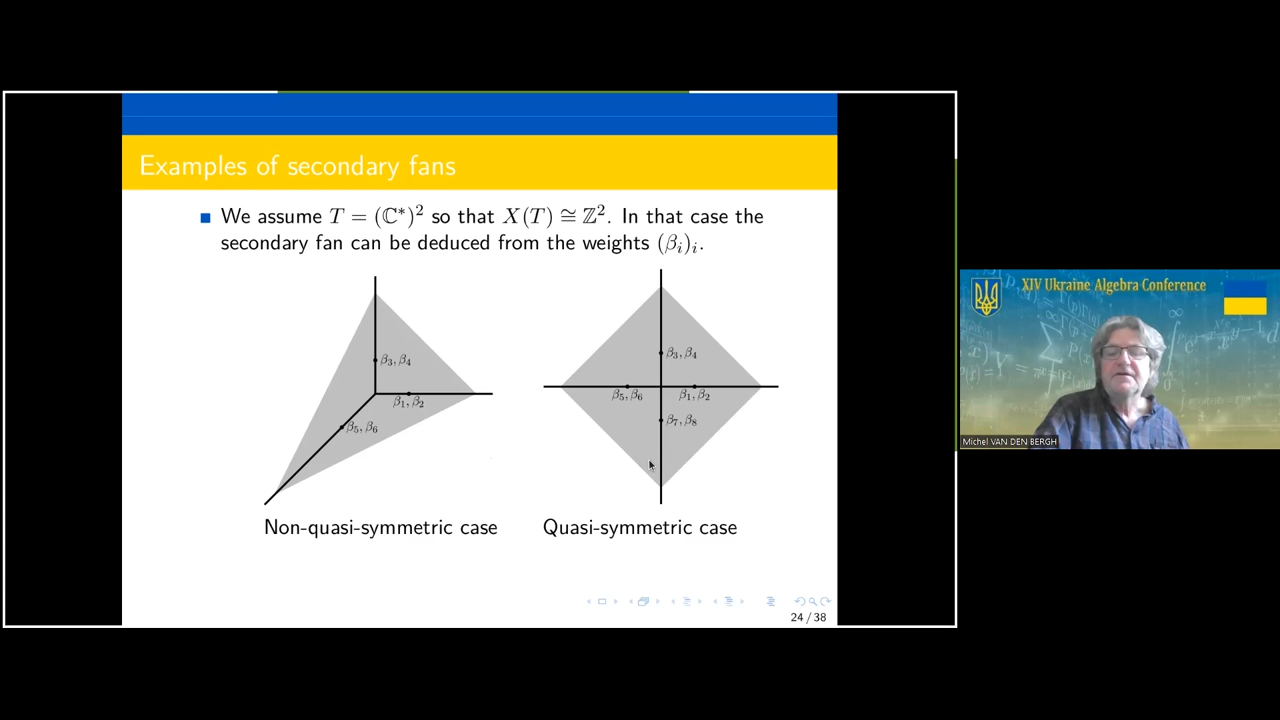 Examples of secondary fans
We assume T = (ℂ*)² so that X(T) ≅ ℤ². In that case the
secondary fan can be deduced from the weights (βᵢ)ᵢ.
β₃, β₄
β₁, β₂
β₅, β₆
Non-quasi-symmetric case
β₃, β₄
β₅, β₆
β₁, β₂
β₇, β₈
Quasi-symmetric case
24 / 38
XIV Ukraine Algebra Conference
Michel VAN DEN BERGH